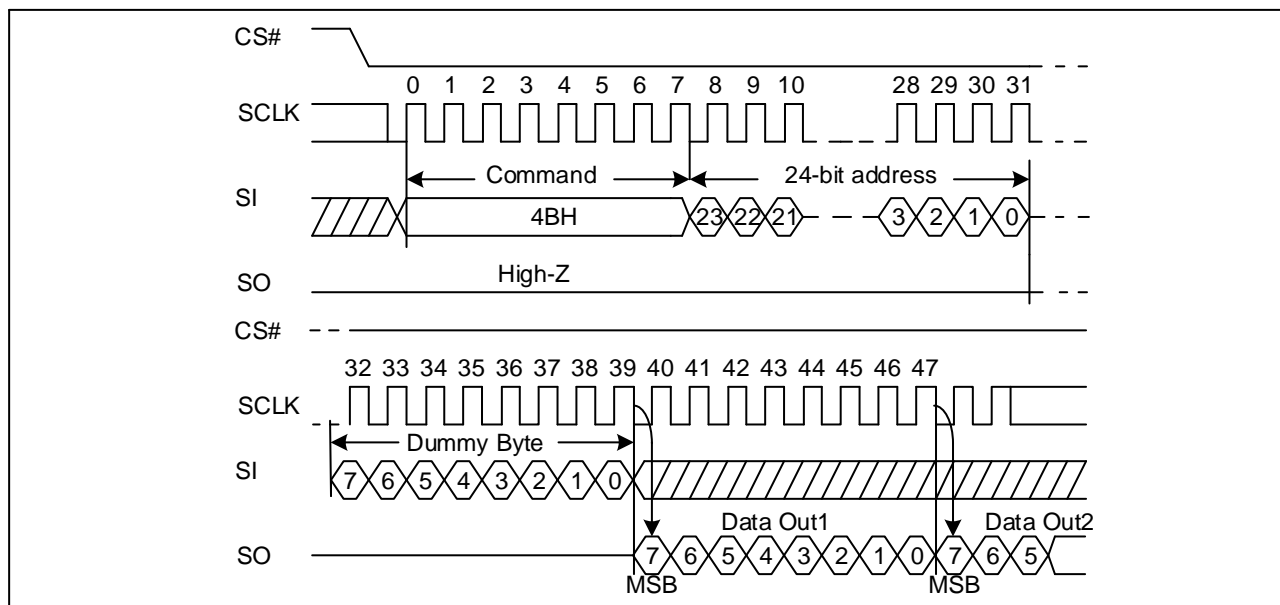 CS#
0 1 2 3 4 5 6 7 8 9 10 28 29 30 31
SCLK
Command 24-bit address
SI
4BH 23 22 21 3 2 1 0
High-Z
SO
CS#
32 33 34 35 36 37 38 39 40 41 42 43 44 45 46 47
SCLK
Dummy Byte
SI
7 6 5 4 3 2 1 0
Data Out1 Data Out2
SO
7 6 5 4 3 2 1 0 7 6 5
MSB MSB